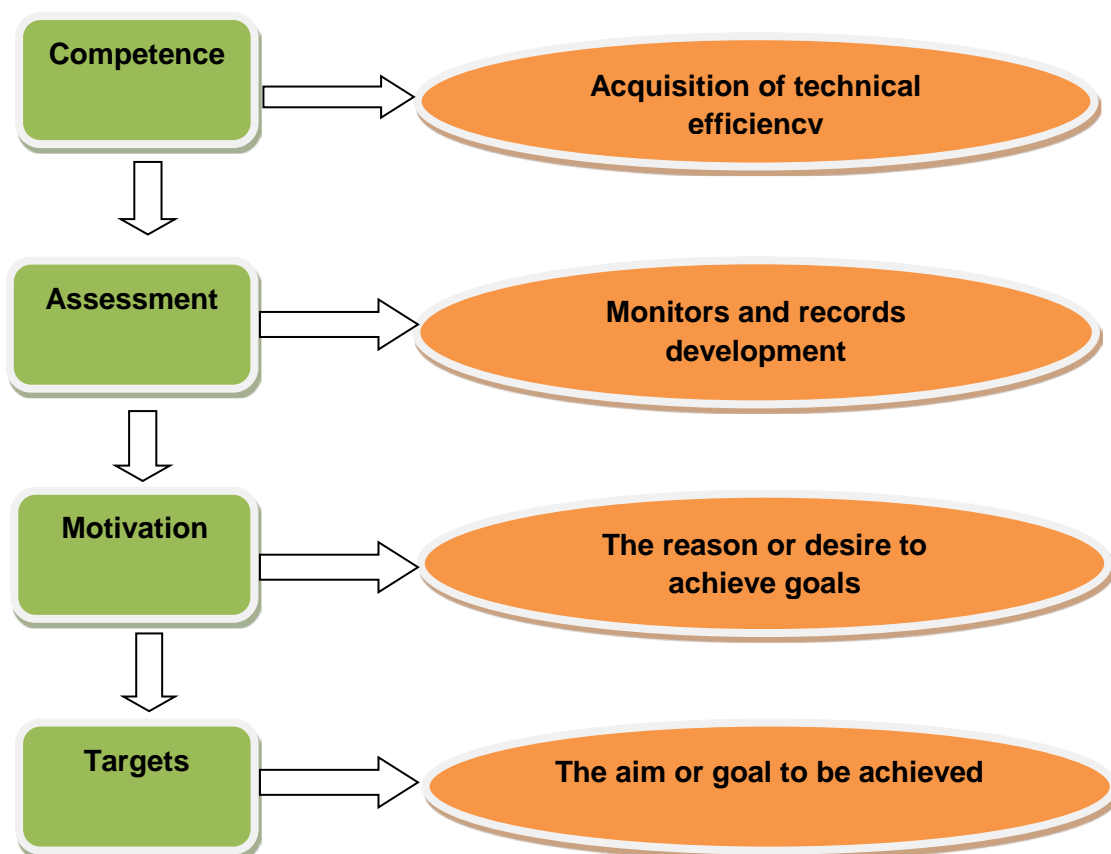 Competence
Acquisition of technical
efficiency
Assessment
Monitors and records
development
Motivation
The reason or desire to
achieve goals
Targets
The aim or goal to be achieved